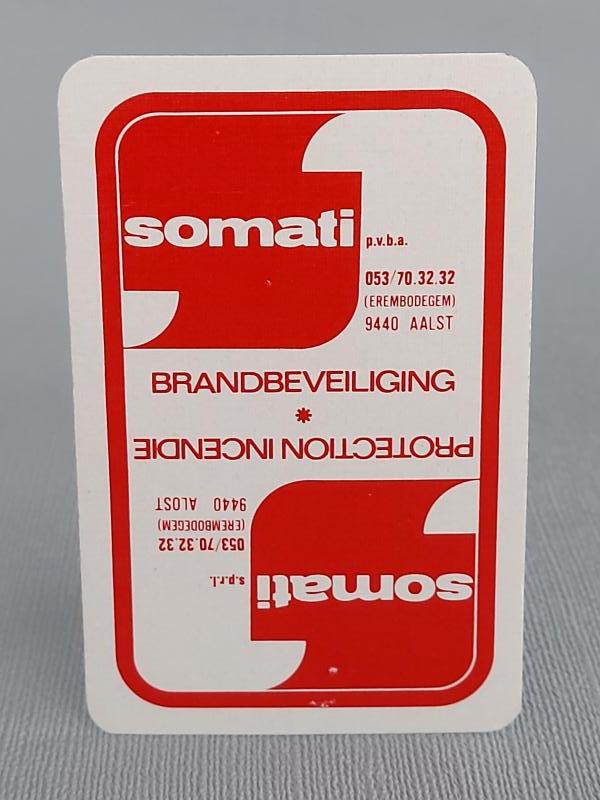 somati
p.v.b.a.
053/70.32.32
(EREMBODEGEM)
9440 AALST
BRANDBEVEILIGING
PROTECTION INCENDIE
9440 ALOST
(EREMBODEGEM)
053/70.32.32
s.p.r.l.
somati